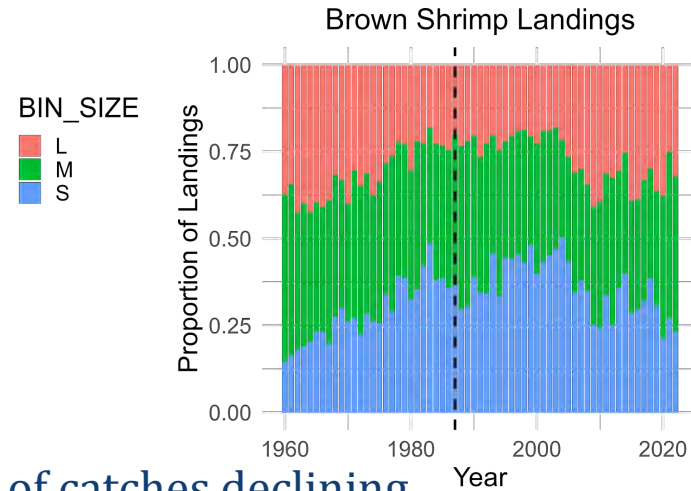 Brown Shrimp Landings
BIN_SIZE
L
M
S
Proportion of Landings
1.00
0.75
0.50
0.25
0.00
1960
1980
2000
2020
Year
of catches declining